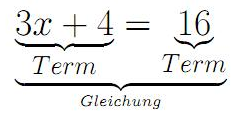 3x + 4 = 16
Term Term
Gleichung